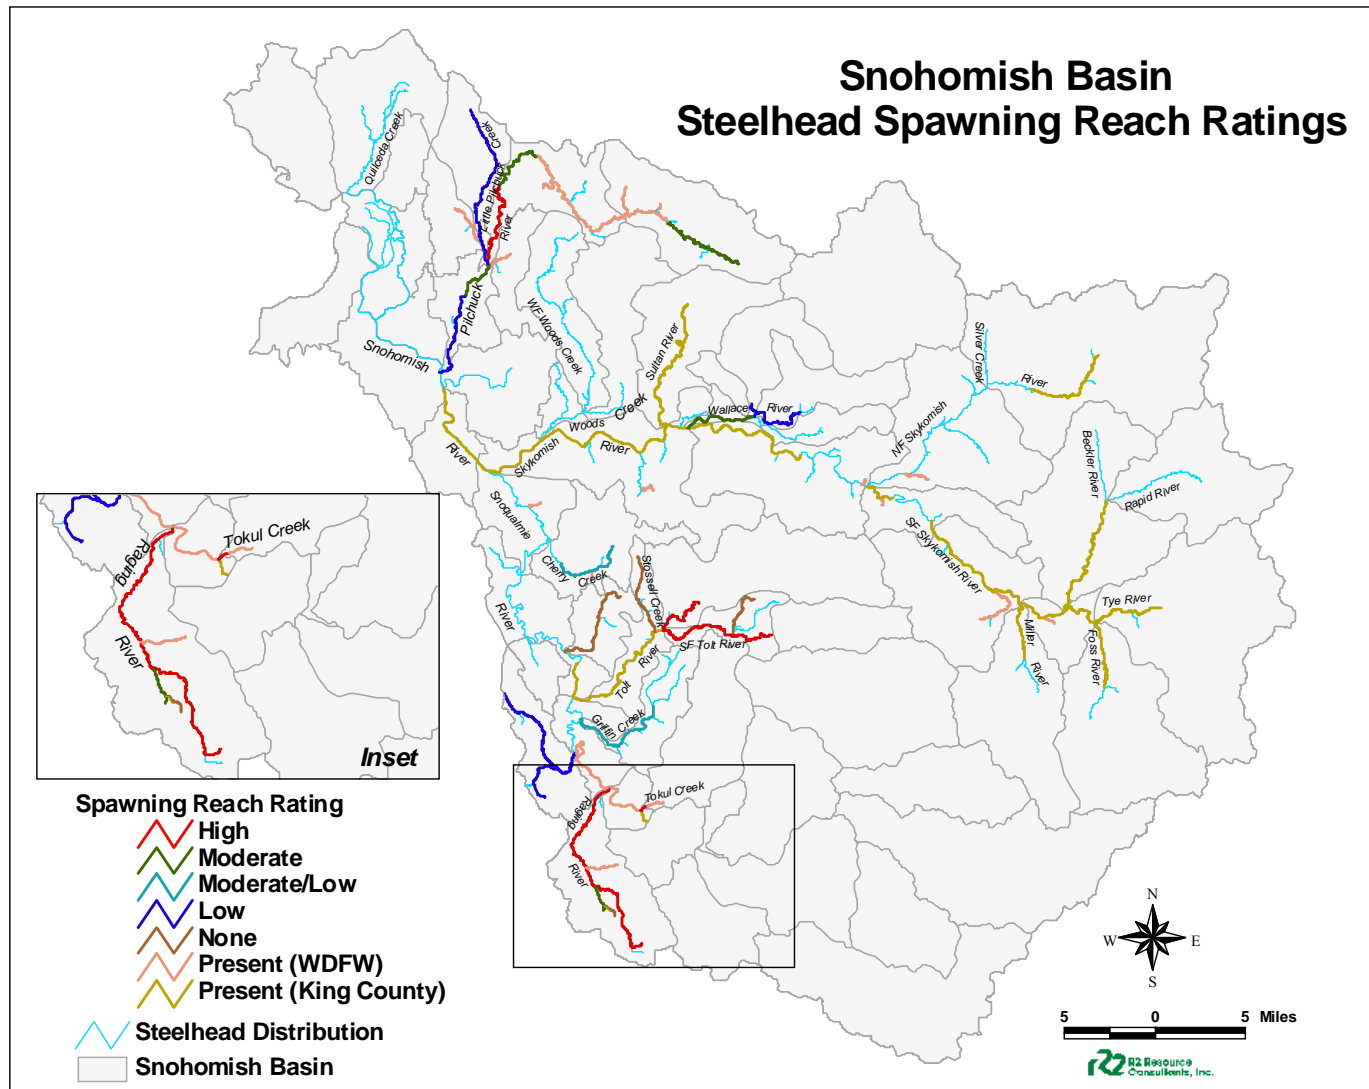 Snohomish Basin
Steelhead Spawning Reach Ratings
Quilceda Creek
Creek
Little Pilchuck
River
Pilchuck
Snohomish
WF Woods Creek
Sultan River
Silver Creek
River
Wallace
River
Woods
Creek
NF Skykomish
Beckler River
Rapid River
River
Skykomish
River
Snoqualmie
SF Skykomish River
Cherry
Creek
Stossell Creek
River
SF Tolt River
River
Tolt
Tye River
Miller
River
Foss River
Griffin
Creek
Tokul Creek
Raging
River
Inset
Tokul Creek
Raging
River
Spawning Reach Rating
High
Moderate
Moderate/Low
Low
None
Present (WDFW)
Present (King County)
Steelhead Distribution
Snohomish Basin
N
W
E
S
5
0
5
Miles
R2 Resource
Consultants, Inc.